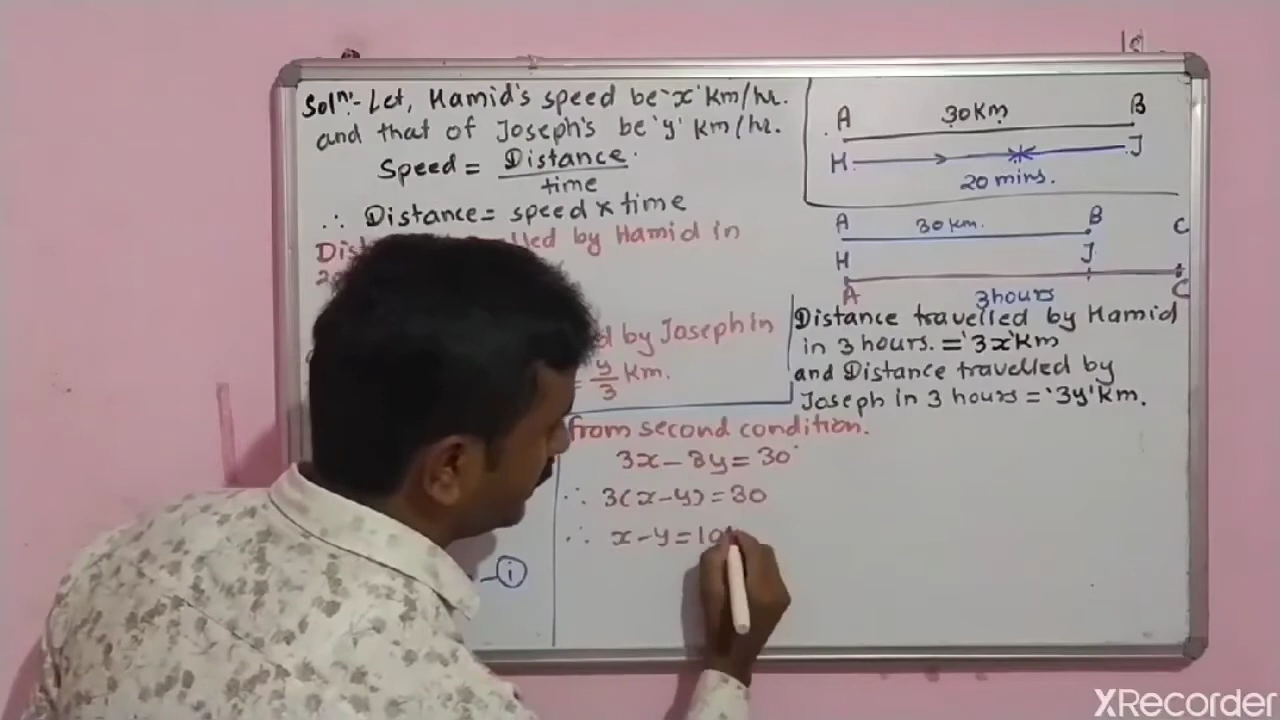 Solⁿ:- Let, Hamid's speed be 'x' Km/hr.
and that of Joseph's be 'y' Km/hr.
Speed = Distance / time
∴ Distance = speed × time
by Hamid in
by Joseph in
= y/3 Km.
①
from second condition.
3x - 3y = 30
∴ 3(x-y) = 30
∴ x - y = 10
A 30 Km B
H J
20 mins.
A 30 km. B C
H J
A 3 hours C
Distance travelled by Hamid
in 3 hours. = '3x' Km
and Distance travelled by
Joseph in 3 hours = '3y' Km.
XRecorder